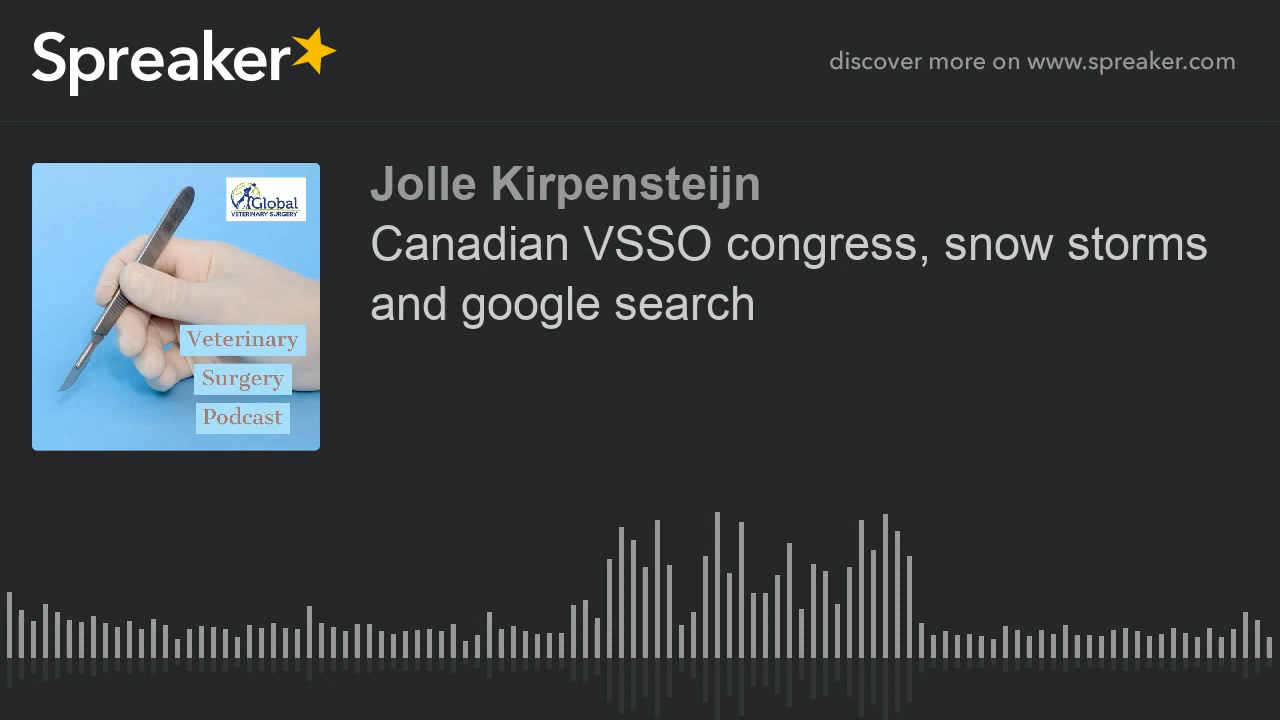 Spreaker
discover more on www.spreaker.com
Global
VETERINARY SURGERY
Veterinary
Surgery
Podcast
Jolle Kirpensteijn
Canadian VSSO congress, snow storms
and google search